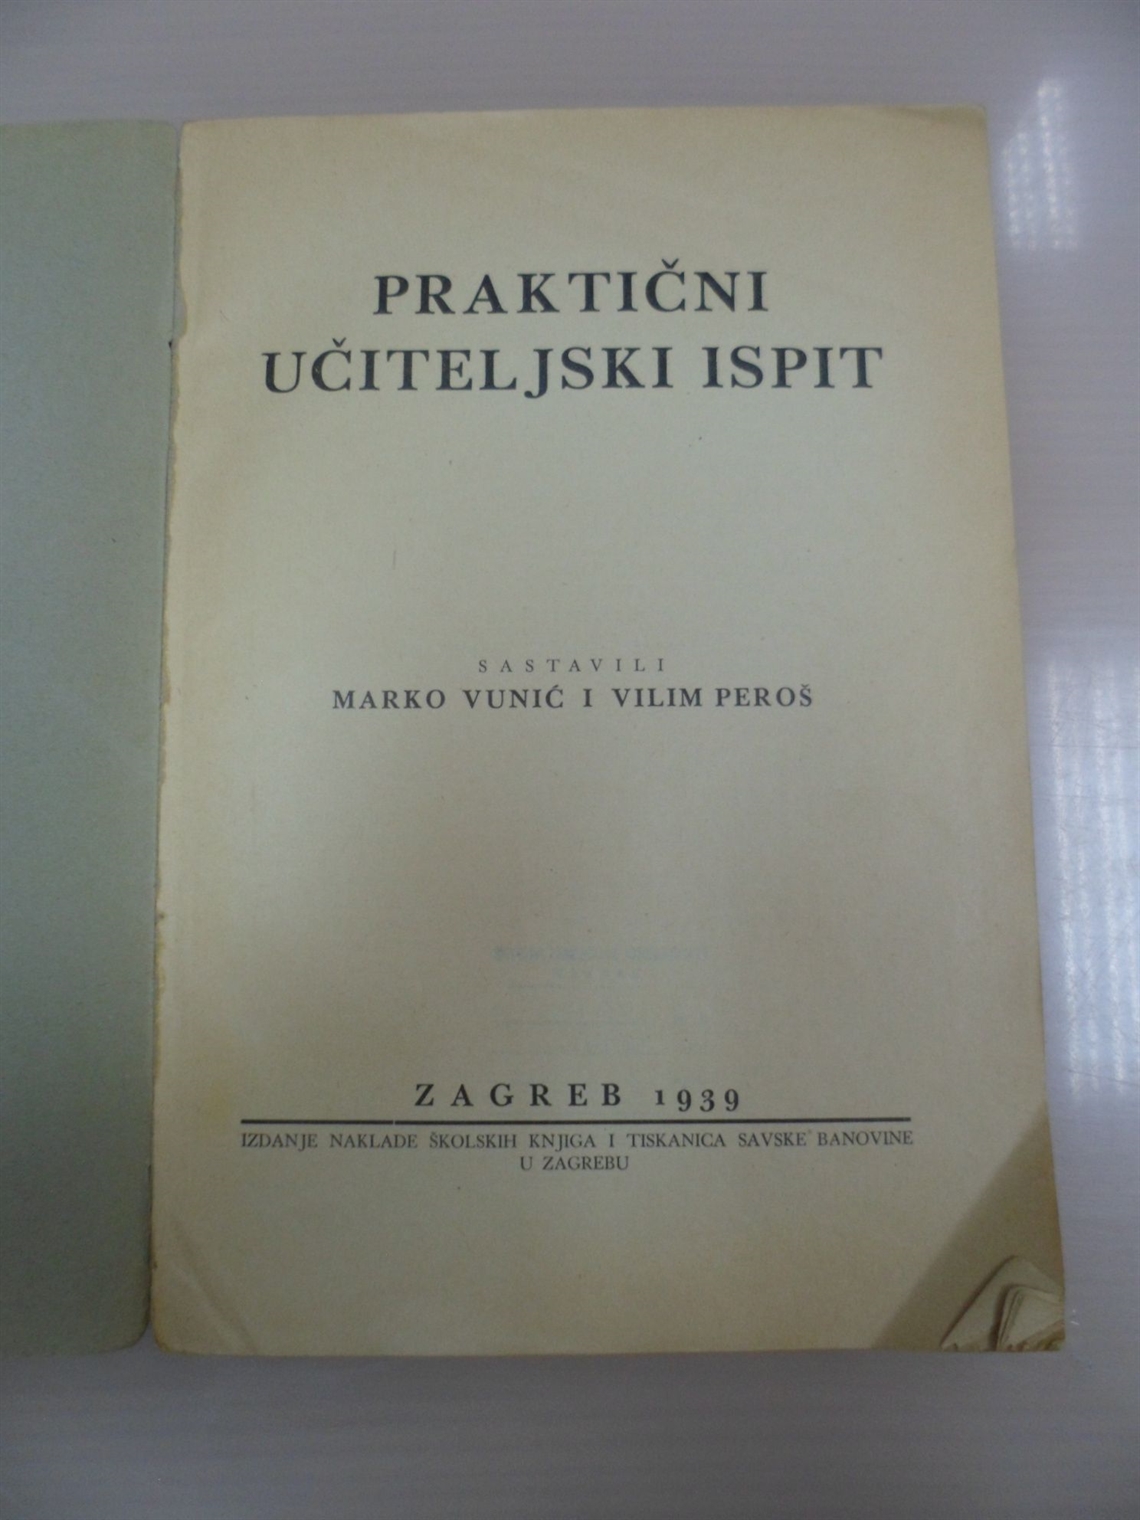 PRAKTIČNI
UČITELJSKI ISPIT
SASTAVILI
MARKO VUNIĆ I VILIM PEROŠ
ZAGREB 1939
IZDANJE NAKLADE ŠKOLSKIH KNJIGA I TISKANICA SAVSKE BANOVINE
U ZAGREBU